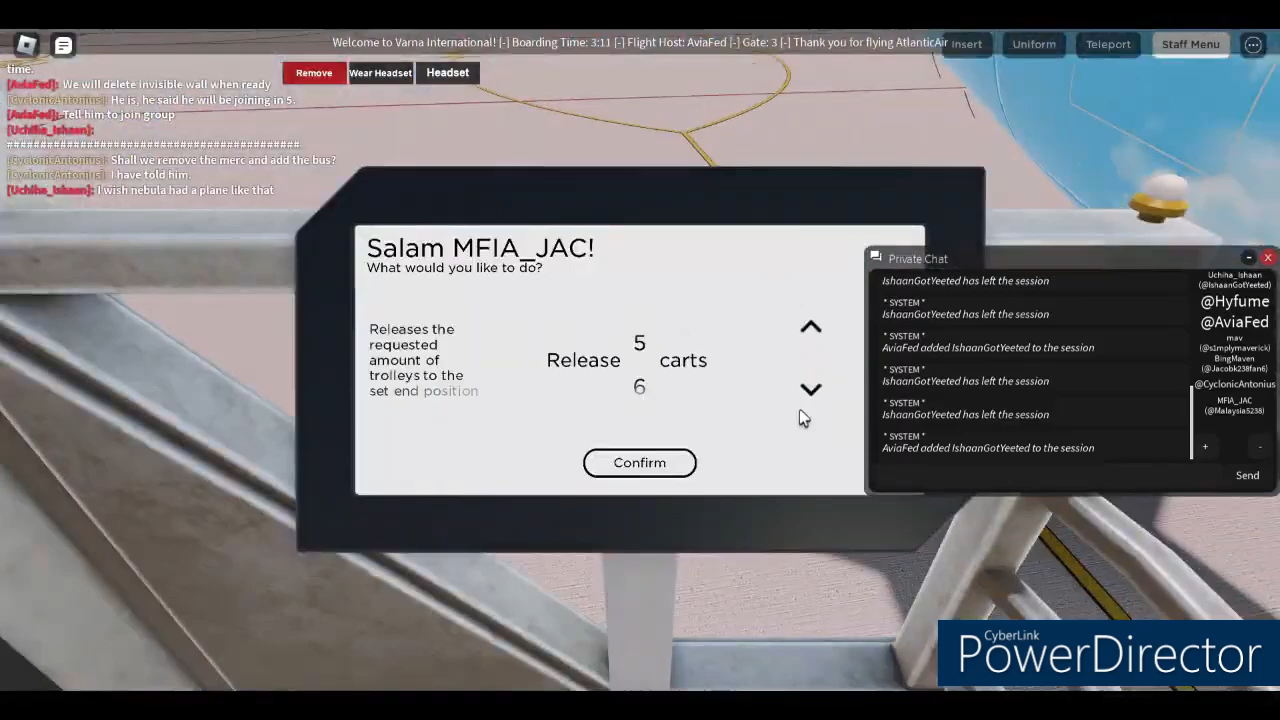 Welcome to Varna International! [-] Boarding Time: 3:11 [-] Flight Host: AviaFed [-] Gate: 3 [-] Thank you for flying AtlanticAir
Insert
Uniform
Teleport
Staff Menu
Remove
Wear Headset
Headset
time.
[AviaFed]: We will delete invisible wall when ready
[CyclonicAntonius]: He is, he said he will be joining in 5.
[AviaFed]: Tell him to join group
[Uchiha_Ishaan]:
##########################################
[CyclonicAntonius]: Shall we remove the merc and add the bus?
[CyclonicAntonius]: I have told him.
[Uchiha_Ishaan]: I wish nebula had a plane like that
Salam MFIA_JAC!
What would you like to do?
Releases the
requested
amount of
trolleys to the
set end position
5
Release
carts
6
Confirm
Private Chat
IshaanGotYeeted has left the session
* SYSTEM *
IshaanGotYeeted has left the session
* SYSTEM *
AviaFed added IshaanGotYeeted to the session
* SYSTEM *
IshaanGotYeeted has left the session
* SYSTEM *
IshaanGotYeeted has left the session
* SYSTEM *
AviaFed added IshaanGotYeeted to the session
Uchiha_Ishaan
(@IshaanGotYeeted)
@Hyfume
@AviaFed
mav
(@s1mplymaverick)
BingMaven
(@Jacobk238fan6)
@CyclonicAntonius
MFIA_JAC
(@Malaysia5238)
+
-
Send
CyberLink
PowerDirector